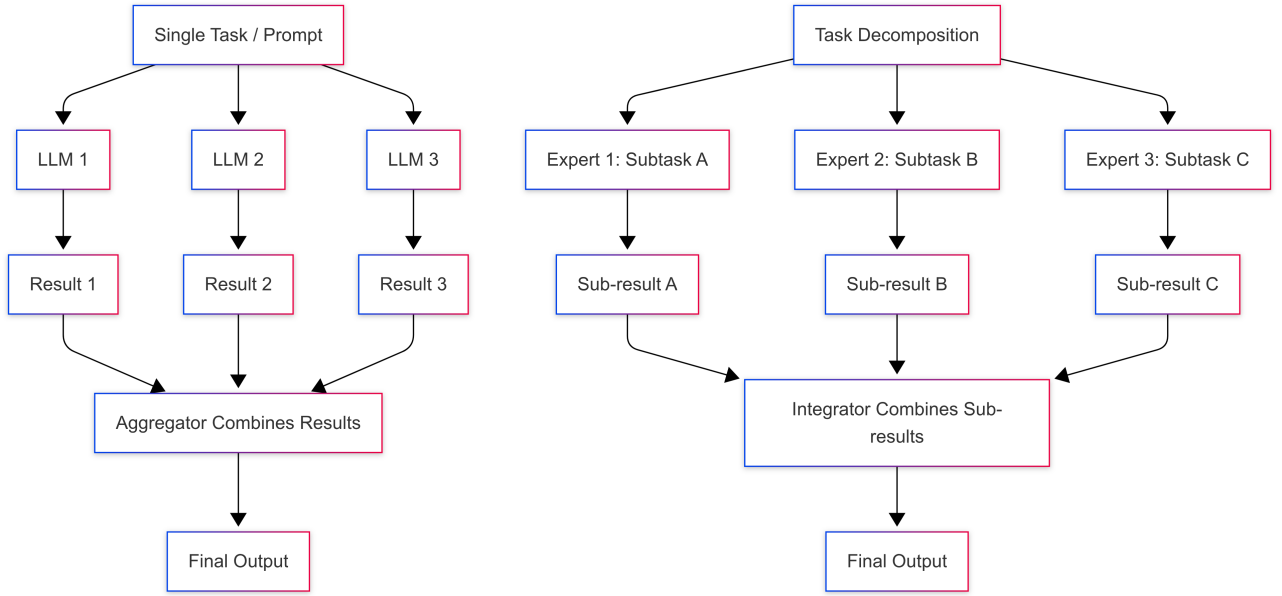 Single Task / Prompt
LLM 1
LLM 2
LLM 3
Result 1
Result 2
Result 3
Aggregator Combines Results
Final Output
Task Decomposition
Expert 1: Subtask A
Expert 2: Subtask B
Expert 3: Subtask C
Sub-result A
Sub-result B
Sub-result C
Integrator Combines Sub-
results
Final Output